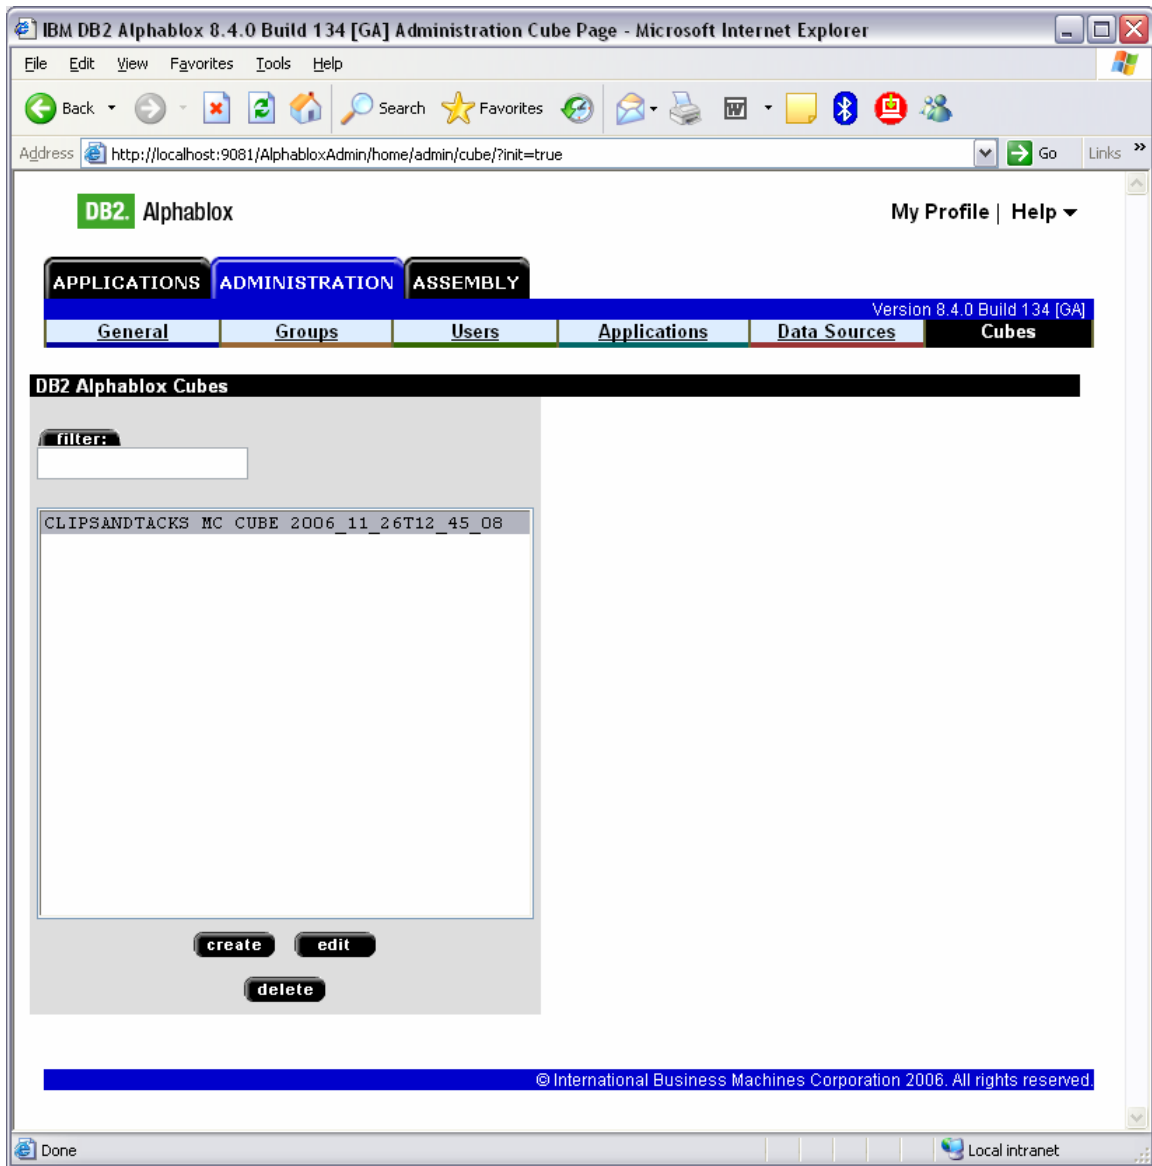 IBM DB2 Alphablox 8.4.0 Build 134 [GA] Administration Cube Page - Microsoft Internet Explorer
File Edit View Favorites Tools Help
Back Search Favorites
Address http://localhost:9081/AlphabloxAdmin/home/admin/cube/?init=true Go Links »
DB2. Alphablox My Profile | Help
APPLICATIONS ADMINISTRATION ASSEMBLY
Version 8.4.0 Build 134 [GA]
General Groups Users Applications Data Sources Cubes
DB2 Alphablox Cubes
filter:
CLIPSANDTACKS MC CUBE 2006_11_26T12_45_08
create edit
delete
© International Business Machines Corporation 2006. All rights reserved.
Done Local intranet